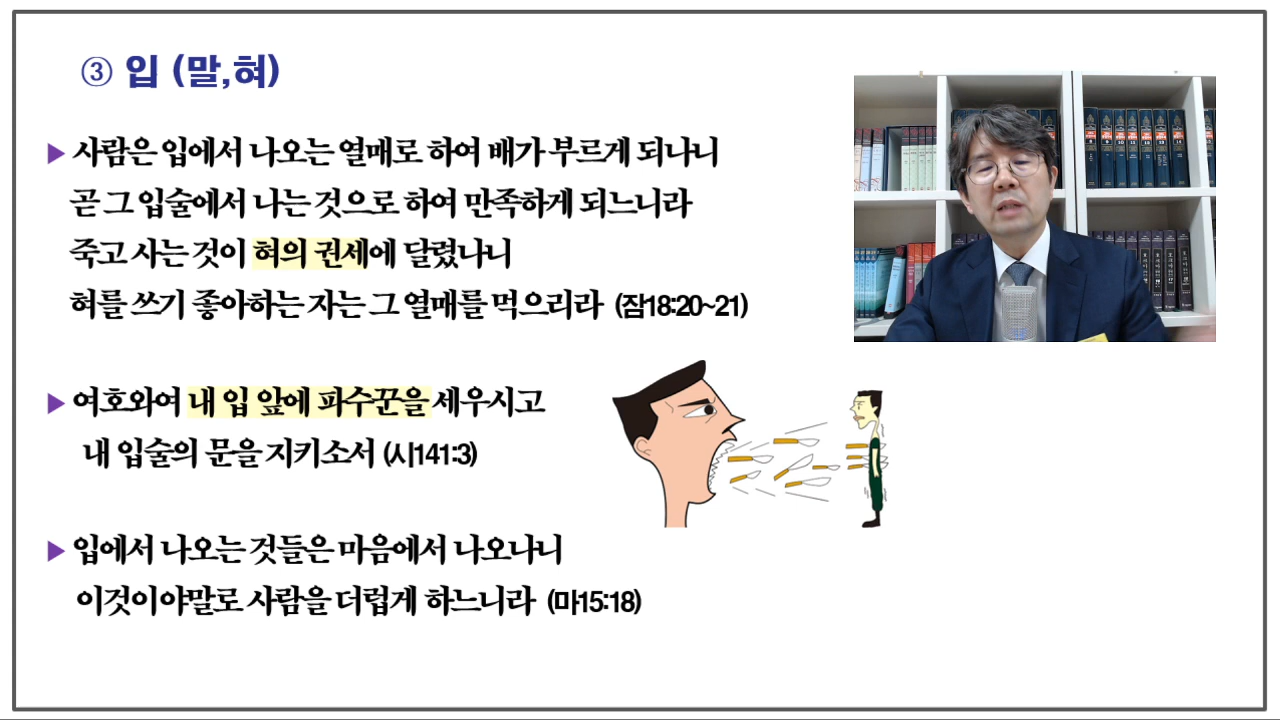 ③ 입 (말,혀)
▶ 사람은 입에서 나오는 열매로 하여 배가 부르게 되나니
곧 그 입술에서 나는 것으로 하여 만족하게 되느니라
죽고 사는 것이 혀의 권세에 달렸나니
혀를 쓰기 좋아하는 자는 그 열매를 먹으리라 (잠18:20~21)
▶ 여호와여 내 입 앞에 파수꾼을 세우시고
내 입술의 문을 지키소서 (시141:3)
▶ 입에서 나오는 것들은 마음에서 나오나니
이것이야말로 사람을 더럽게 하느니라 (마15:18)